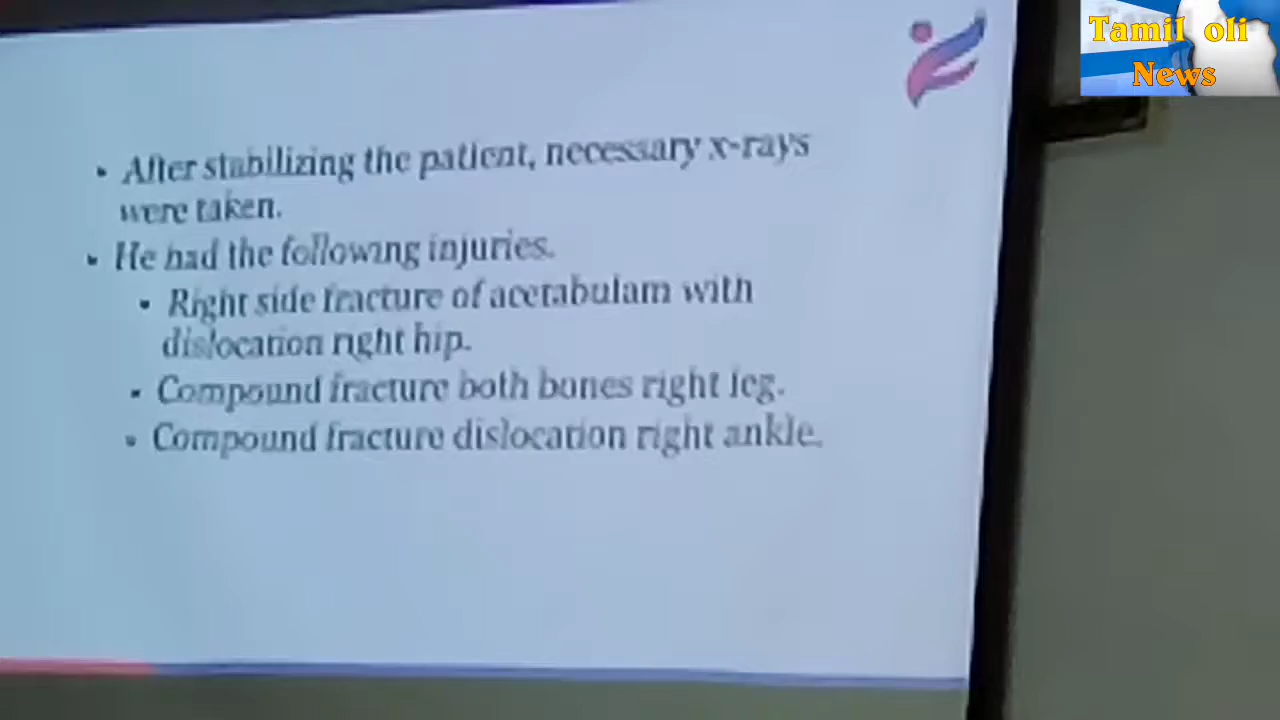 Tamil oli
News
• After stabilizing the patient, necessary x-rays
were taken.
• He had the following injuries.
• Right side fracture of acetabulam with
dislocation right hip.
• Compound fracture both bones right leg.
• Compound fracture dislocation right ankle.